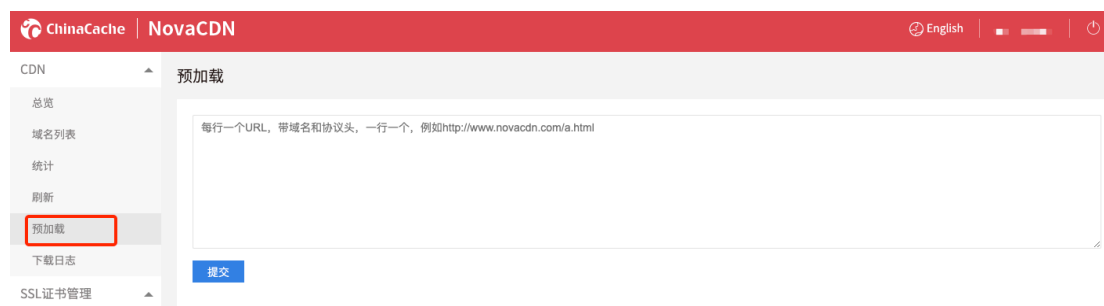 ChinaCache NovaCDN
English
CDN
总览
域名列表
统计
刷新
预加载
下载日志
SSL证书管理
预加载
每行一个URL，带域名和协议头，一行一个，例如http://www.novacdn.com/a.html
提交